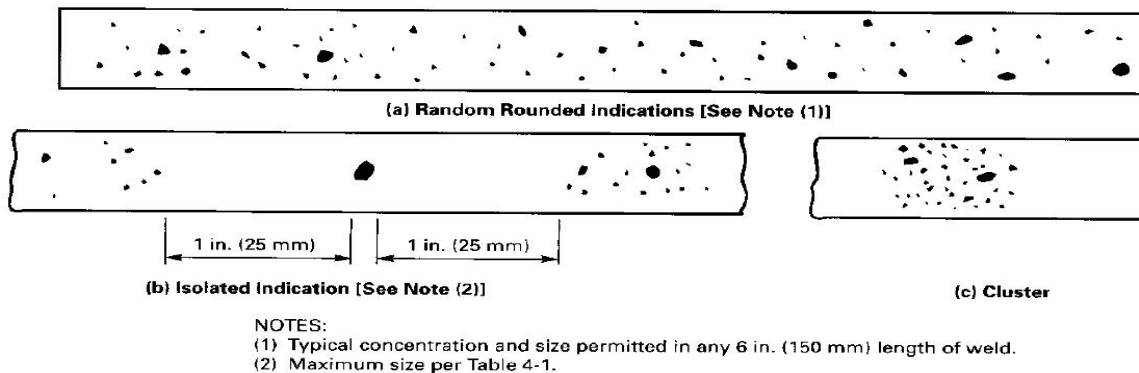 (a) Random Rounded Indications [See Note (1)]
1 in. (25 mm)
1 in. (25 mm)
(b) Isolated Indication [See Note (2)]
(c) Cluster
NOTES:
(1) Typical concentration and size permitted in any 6 in. (150 mm) length of weld.
(2) Maximum size per Table 4-1.